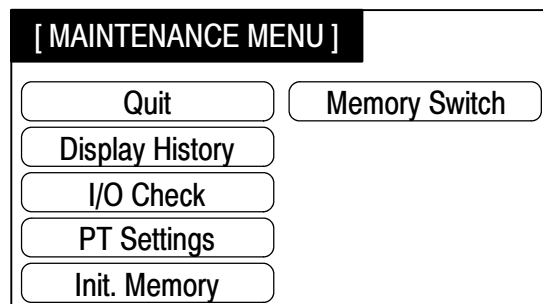 [ MAINTENANCE MENU ]
Quit
Memory Switch
Display History
I/O Check
PT Settings
Init. Memory